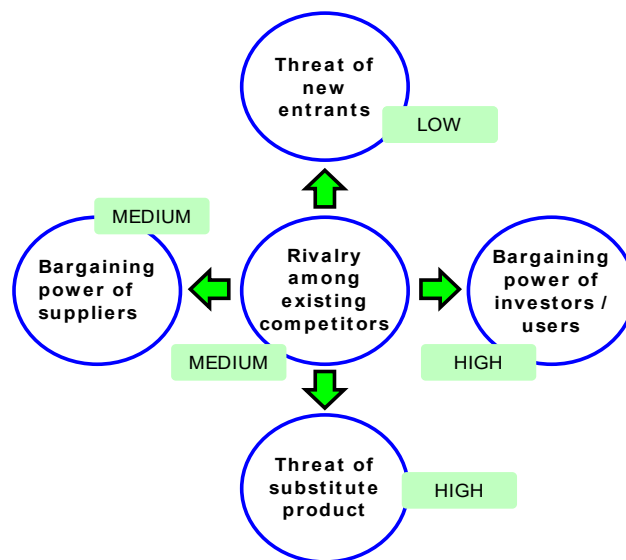 Threat of
new
entrants
LOW
MEDIUM
Bargaining
power of
suppliers
Rivalry
among
existing
competitors
MEDIUM
Bargaining
power of
investors /
users
HIGH
Threat of
substitute
product
HIGH